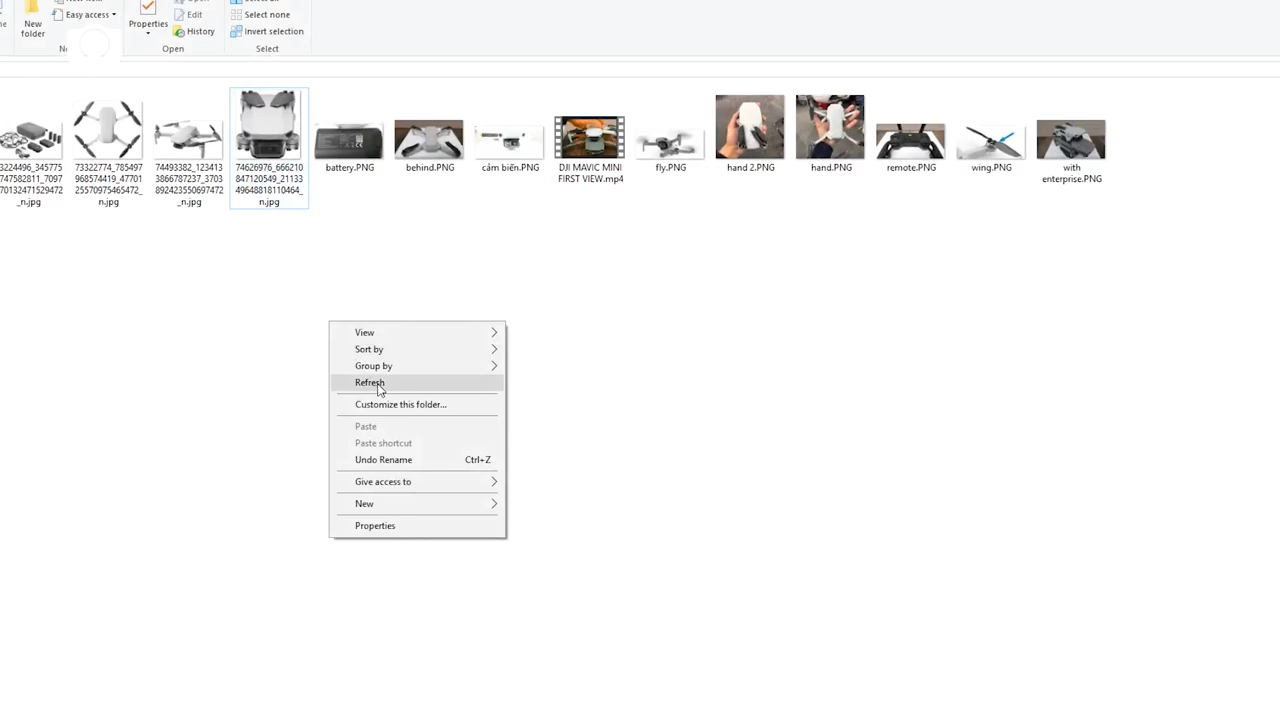 Easy access
Edit
New
folder
Properties
History
Select none
Invert selection
Open
Select
3224496_345775
747582811_7097
70132471529472
_n.jpg
73322774_785497
968574419_47701
25570975465472_
n.jpg
74493382_123413
3866787237_3703
892423550697472
_n.jpg
74626976_666210
847120549_21133
49648818110464_
n.jpg
battery.PNG
behind.PNG
cảm biến.PNG
DJI MAVIC MINI
FIRST VIEW.mp4
fly.PNG
hand 2.PNG
hand.PNG
remote.PNG
wing.PNG
with
enterprise.PNG
View
Sort by
Group by
Refresh
Customize this folder...
Paste
Paste shortcut
Undo Rename Ctrl+Z
Give access to
New
Properties